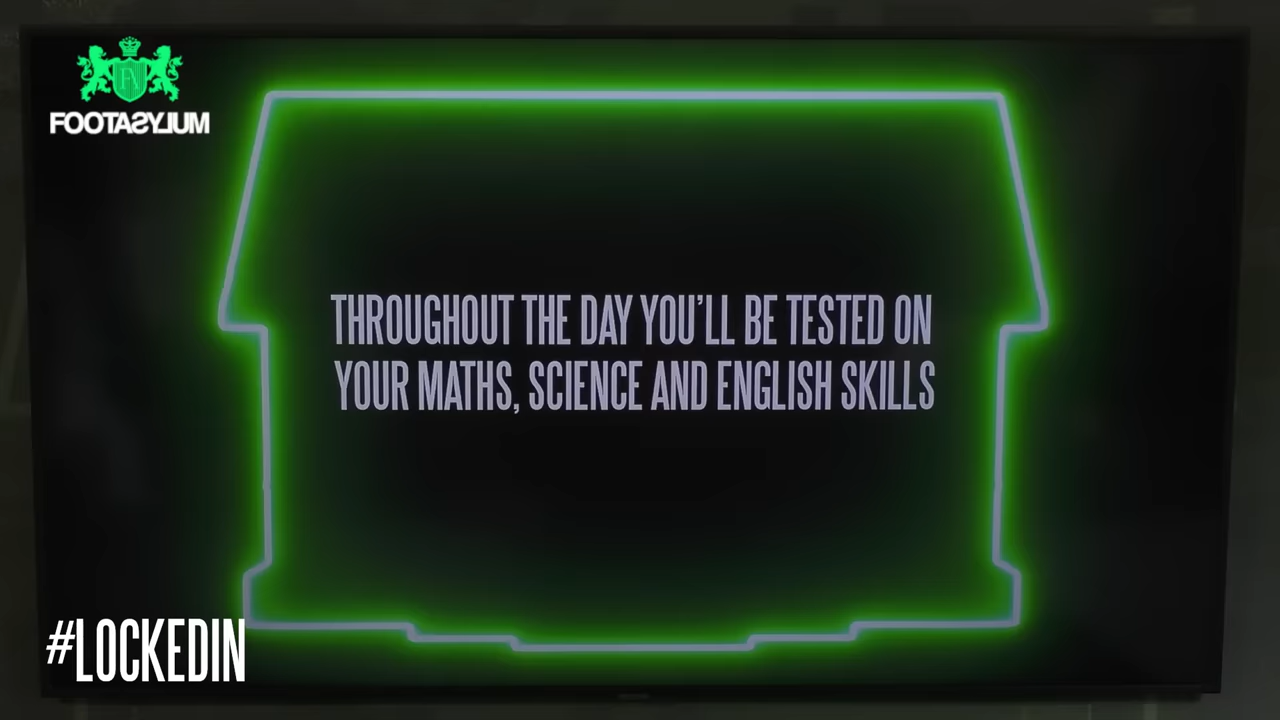 FOOTASYLUM
THROUGHOUT THE DAY YOU'LL BE TESTED ON
YOUR MATHS, SCIENCE AND ENGLISH SKILLS
#LOCKEDIN